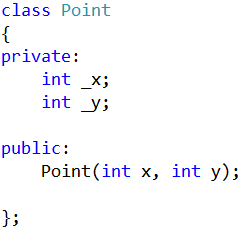 class Point
{
private:
    int _x;
    int _y;

public:
    Point(int x, int y);

};